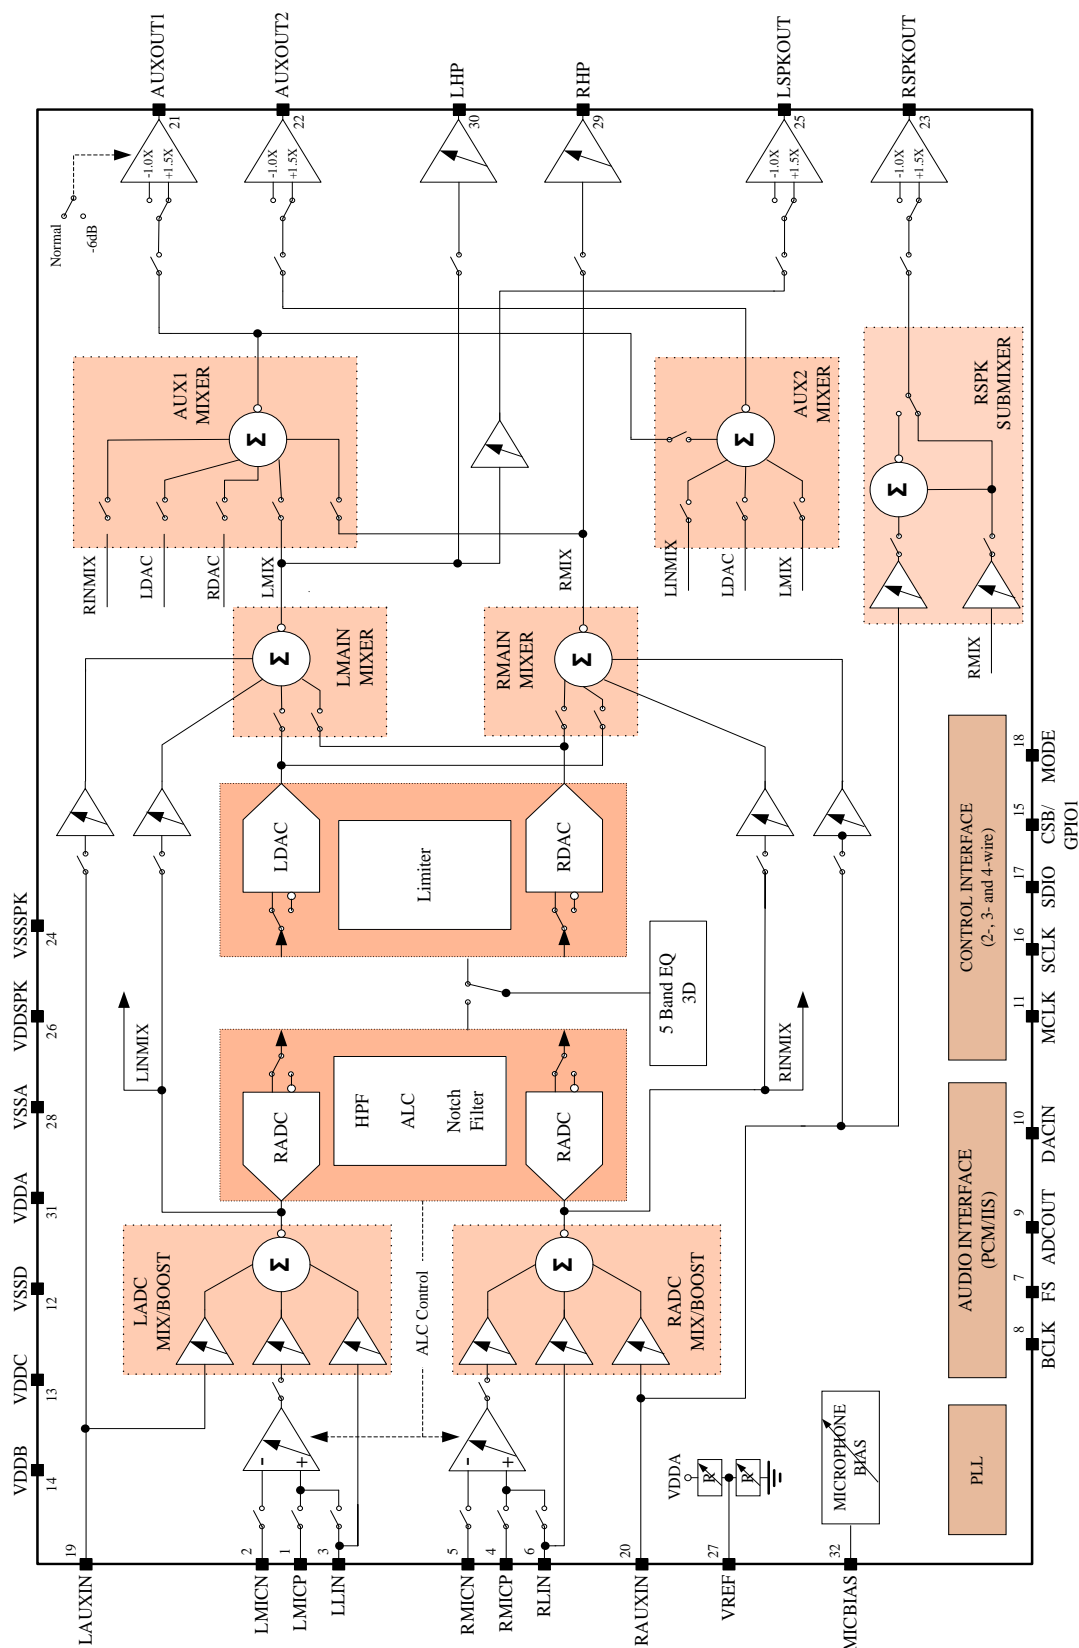 AUXOUT1
AUXOUT2
LHP
RHP
LSPKOUT
RSPKOUT
21
22
30
29
25
23
-1.0X
+1.5X
-1.0X
+1.5X
-1.0X
+1.5X
-1.0X
+1.5X
Normal
-6dB
AUX1
MIXER
RINMIX
LDAC
RDAC
LMIX
RMIX
AUX2
MIXER
LINMIX
LDAC
LMIX
RSPK
SUBMIXER
RMIX
Σ
Σ
Σ
LMAIN
MIXER
Σ
RMAIN
MIXER
Σ
LDAC
Limiter
RDAC
5 Band EQ
3D
LINMIX
RINMIX
RADC
HPF
ALC
Notch
Filter
RADC
LADC
MIX/BOOST
Σ
RADC
MIX/BOOST
Σ
ALC Control
-
+
-
+
VDDA
R
R
MICROPHONE
BIAS
PLL
AUDIO INTERFACE
(PCM/IIS)
CONTROL INTERFACE
(2-, 3- and 4-wire)
VDDB
14
VDDC
13
VSSD
12
VDDA
31
VSSA
28
VDDSPK
26
VSSSPK
24
BCLK
8
FS
7
ADCOUT
9
DACIN
10
MCLK
11
SCLK
16
SDIO
17
CSB/
GPIO1
15
MODE
18
19
LAUXIN
2
LMICN
1
LMICP
3
LLIN
5
RMICN
4
RMICP
6
RLIN
20
RAUXIN
27
VREF
32
MICBIAS